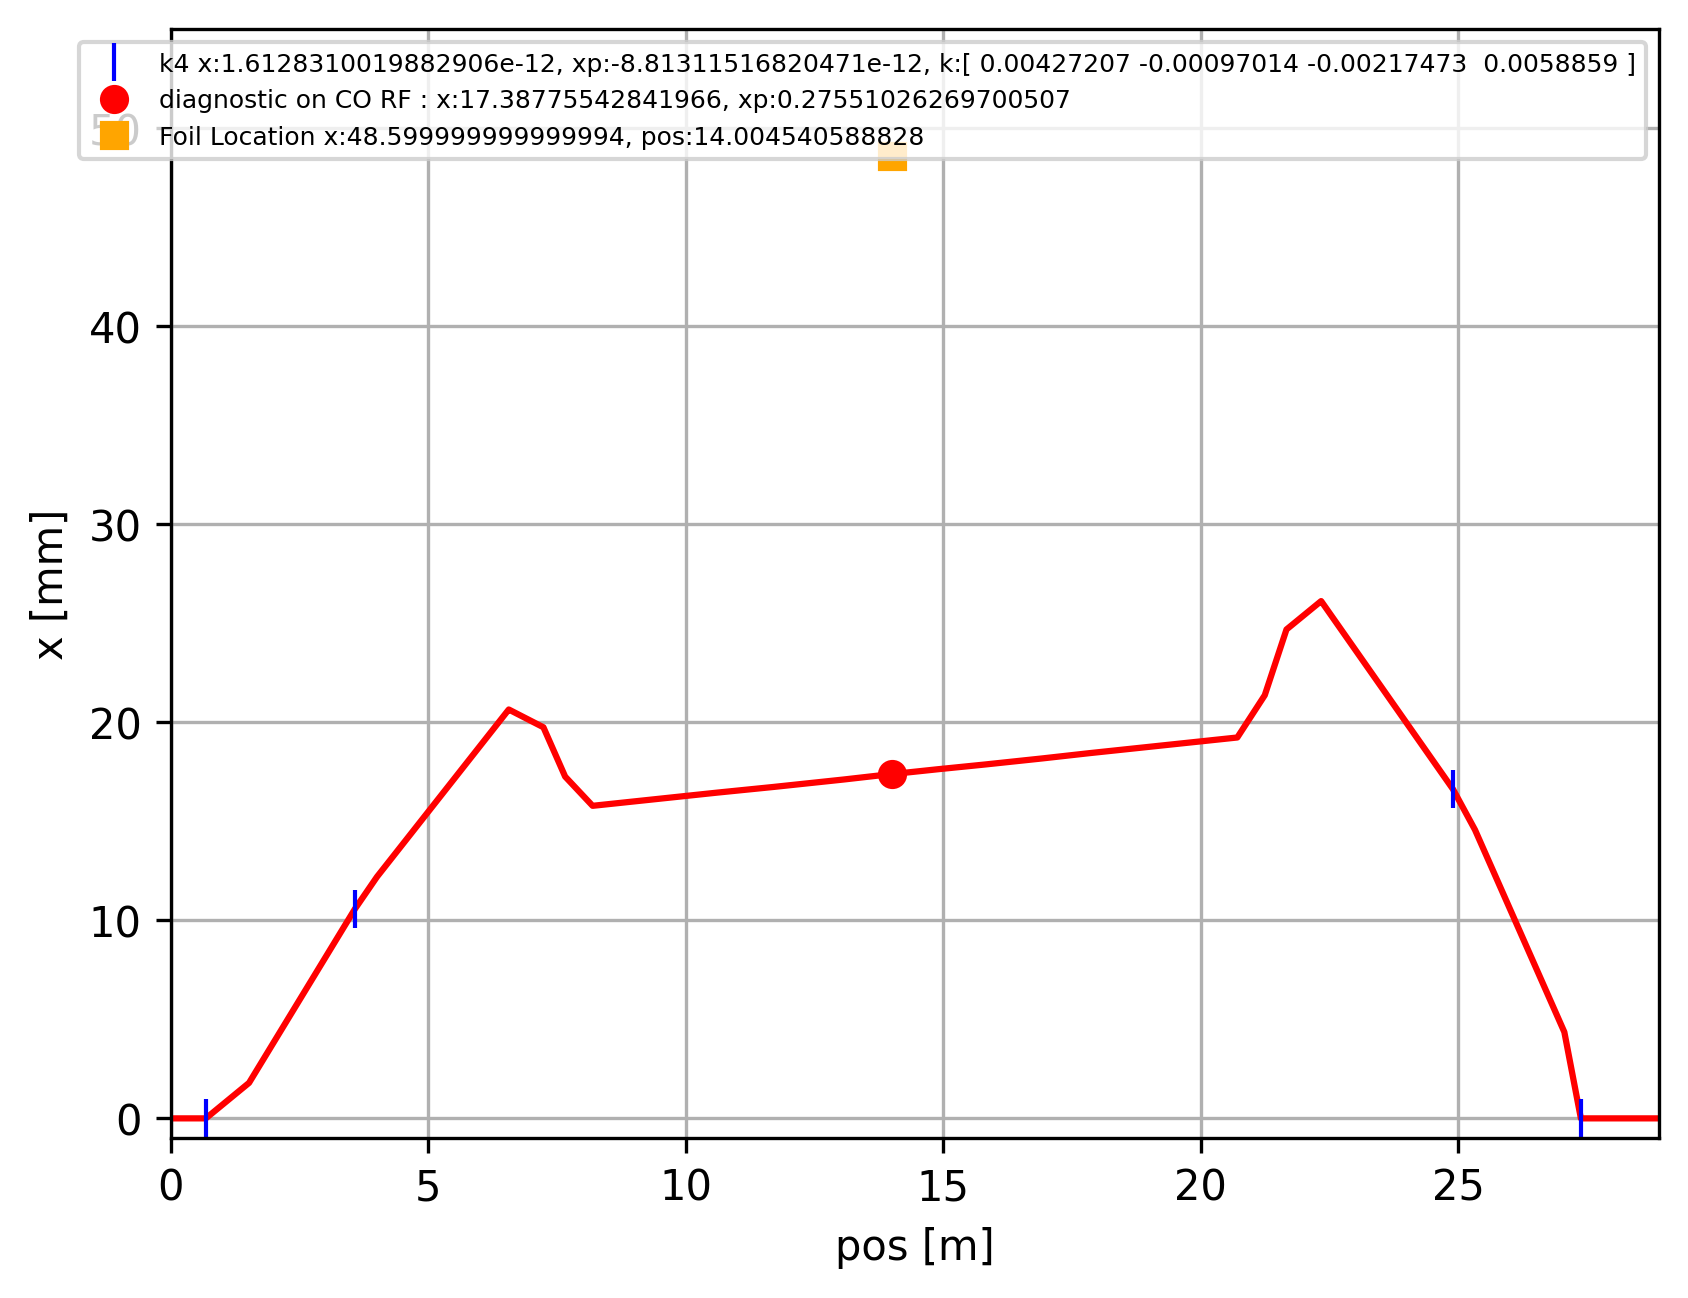 k4 x:1.6128310019882906e-12, xp:-8.81311516820471e-12, k:[ 0.00427207 -0.00097014 -0.00217473  0.0058859 ]
diagnostic on CO RF : x:17.38775542841966, xp:0.27551026269700507
Foil Location x:48.599999999999994, pos:14.004540588828
50
40
30
20
10
0
x [mm]
0 5 10 15 20 25
pos [m]